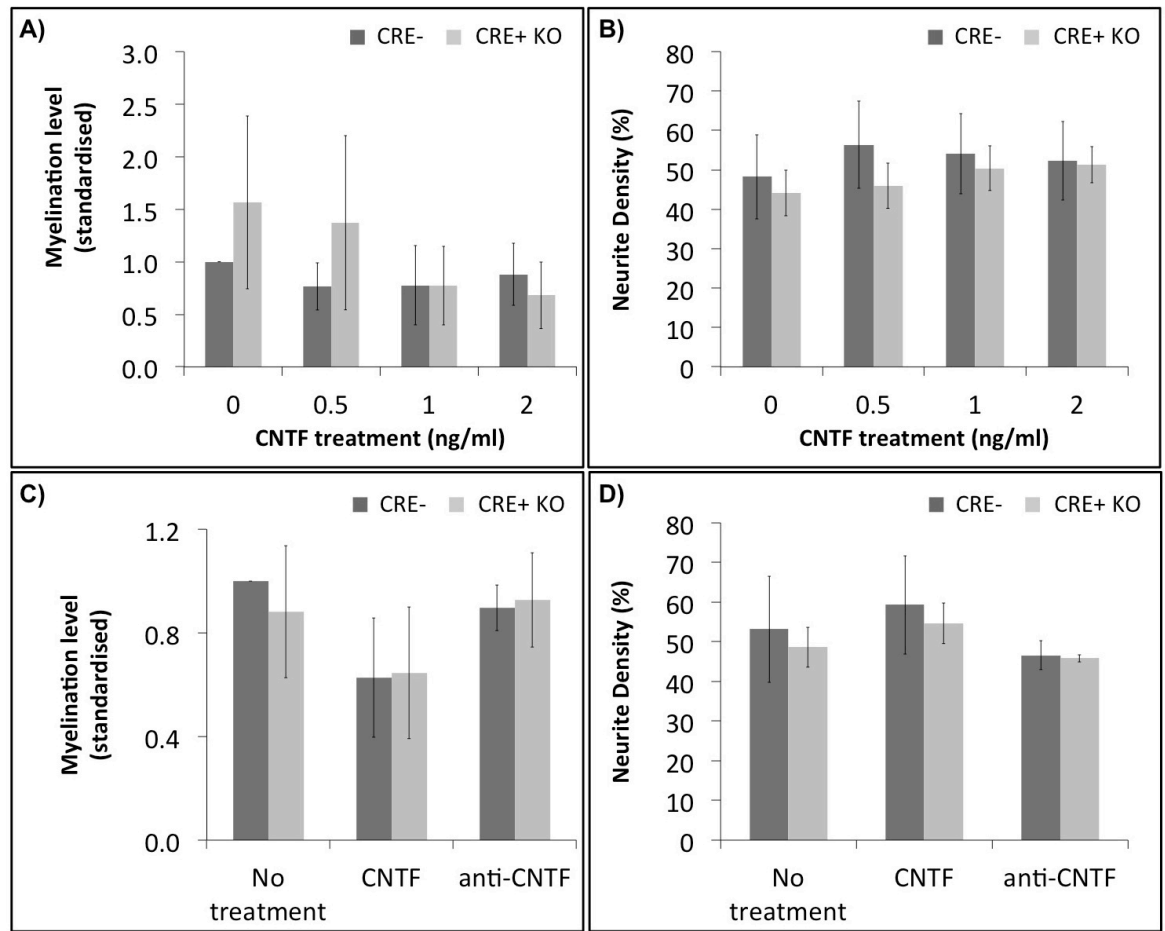 A)
CRE- CRE+ KO
Myelination level
(standardised)
3.0
2.5
2.0
1.5
1.0
0.5
0.0
0 0.5 1 2
CNTF treatment (ng/ml)
B)
CRE- CRE+ KO
Neurite Density (%)
80
70
60
50
40
30
20
10
0
0 0.5 1 2
CNTF treatment (ng/ml)
C)
CRE- CRE+ KO
Myelination level
(standardised)
1.2
0.8
0.4
0.0
No CNTF anti-CNTF
treatment
D)
CRE- CRE+ KO
Neurite Density (%)
80
70
60
50
40
30
20
10
0
No CNTF anti-CNTF
treatment